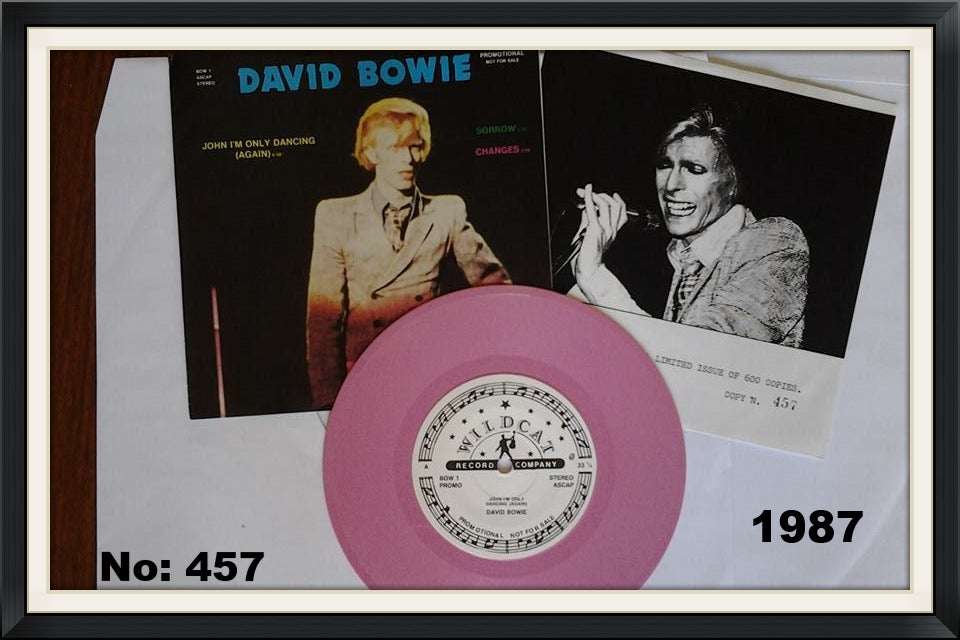 BOW 1
ASCAP
STEREO
DAVID BOWIE
PROMOTIONAL
NOT FOR SALE
JOHN I'M ONLY DANCING
(AGAIN)
SORROW
CHANGES
LIMITED ISSUE OF 600 COPIES.
COPY N. 457
WILDCAT
RECORD COMPANY
A
33 ⅓
BOW 1
PROMO
STEREO
ASCAP
JOHN I'M ONLY
DANCING (AGAIN)
DAVID BOWIE
PROMOTIONAL - NOT FOR SALE
1987
No: 457